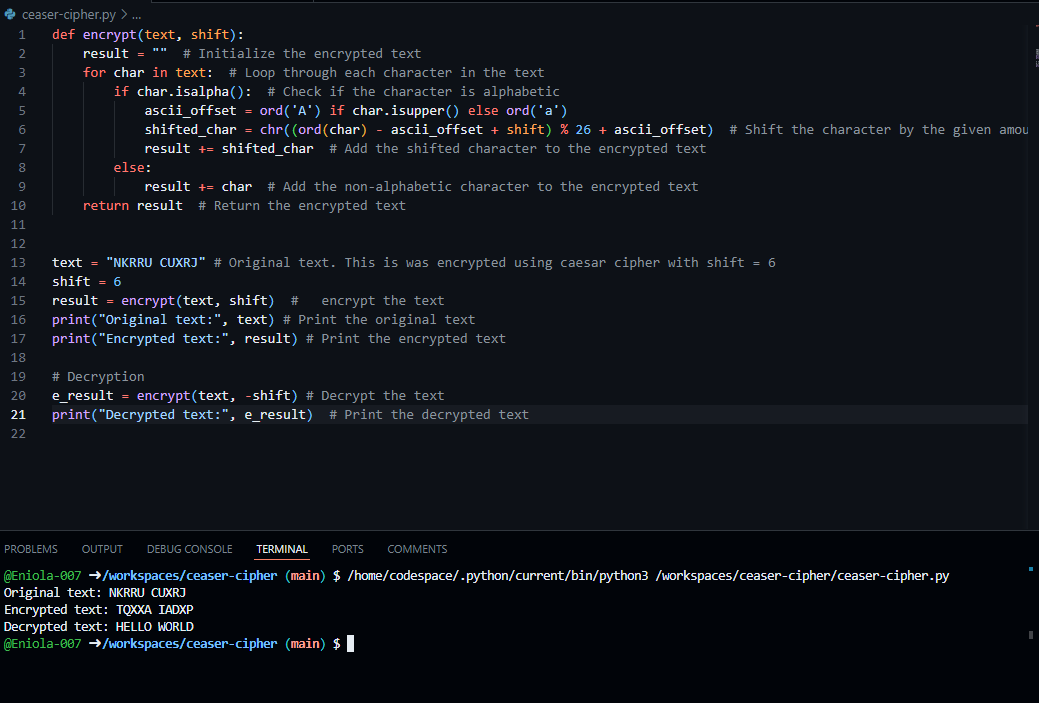 ceaser-cipher.py > ...
1 def encrypt(text, shift):
2     result = ""  # Initialize the encrypted text
3     for char in text:  # Loop through each character in the text
4         if char.isalpha():  # Check if the character is alphabetic
5             ascii_offset = ord('A') if char.isupper() else ord('a')
6             shifted_char = chr((ord(char) - ascii_offset + shift) % 26 + ascii_offset)  # Shift the character by the given amou
7             result += shifted_char  # Add the shifted character to the encrypted text
8         else:
9             result += char  # Add the non-alphabetic character to the encrypted text
10     return result  # Return the encrypted text
11
12
13 text = "NKRRU CUXRJ" # Original text. This is was encrypted using caesar cipher with shift = 6
14 shift = 6
15 result = encrypt(text, shift)  #   encrypt the text
16 print("Original text:", text) # Print the original text
17 print("Encrypted text:", result) # Print the encrypted text
18
19 # Decryption
20 e_result = encrypt(text, -shift) # Decrypt the text
21 print("Decrypted text:", e_result)  # Print the decrypted text
22
PROBLEMS OUTPUT DEBUG CONSOLE TERMINAL PORTS COMMENTS
@Eniola-007 ➜/workspaces/ceaser-cipher (main) $ /home/codespace/.python/current/bin/python3 /workspaces/ceaser-cipher/ceaser-cipher.py
Original text: NKRRU CUXRJ
Encrypted text: TQXXA IADXP
Decrypted text: HELLO WORLD
@Eniola-007 ➜/workspaces/ceaser-cipher (main) $